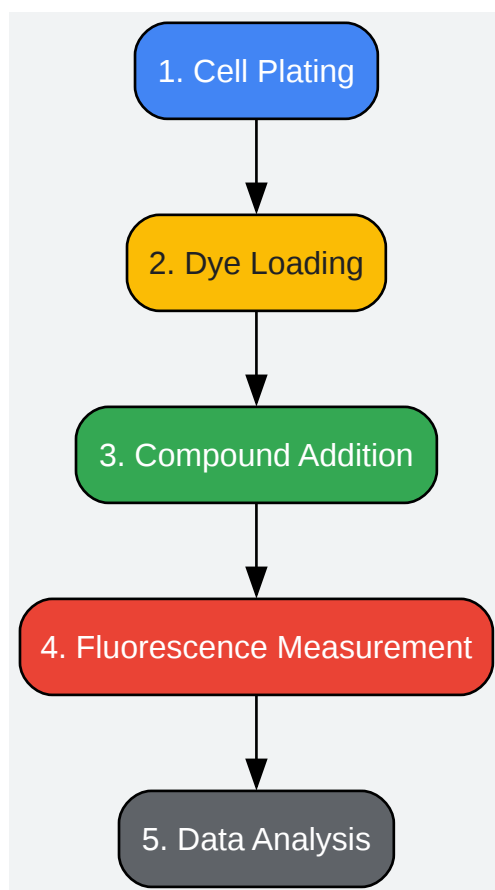 1. Cell Plating
2. Dye Loading
3. Compound Addition
4. Fluorescence Measurement
5. Data Analysis